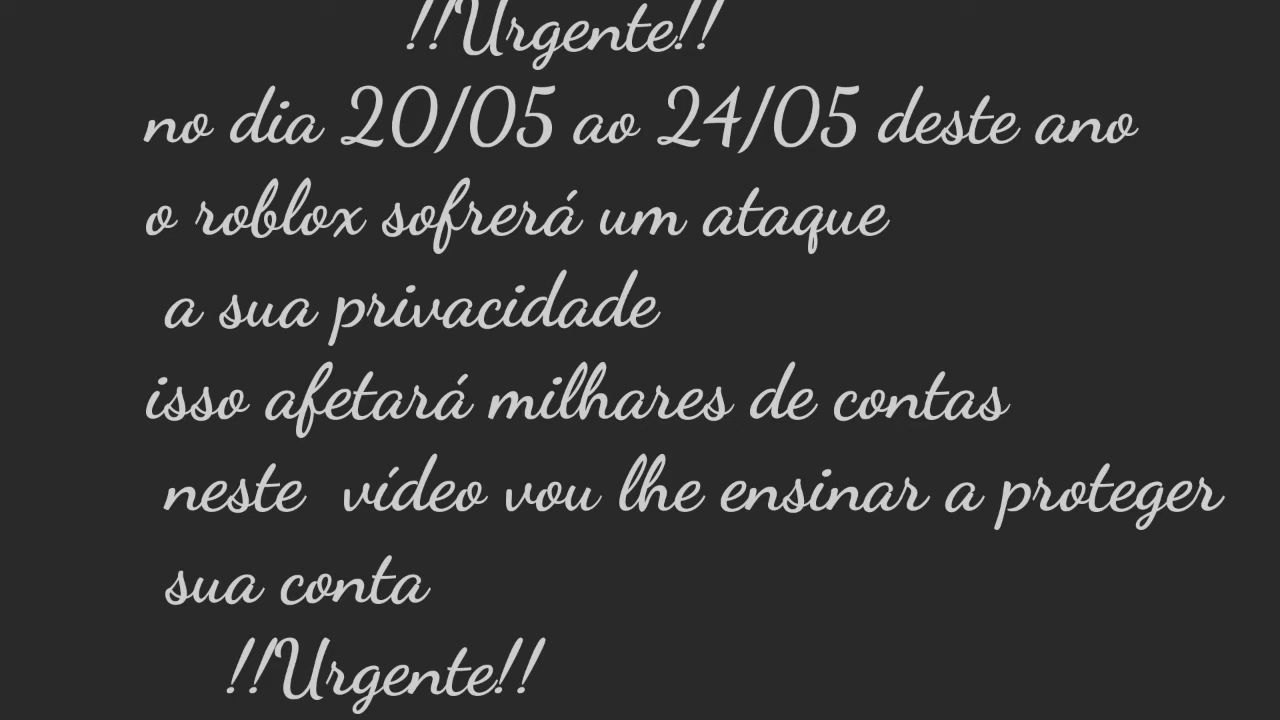 !!Urgente!!
no dia 20/05 ao 24/05 deste ano
o roblox sofrerá um ataque
a sua privacidade
isso afetará milhares de contas
neste vídeo vou lhe ensinar a proteger
sua conta
!!Urgente!!